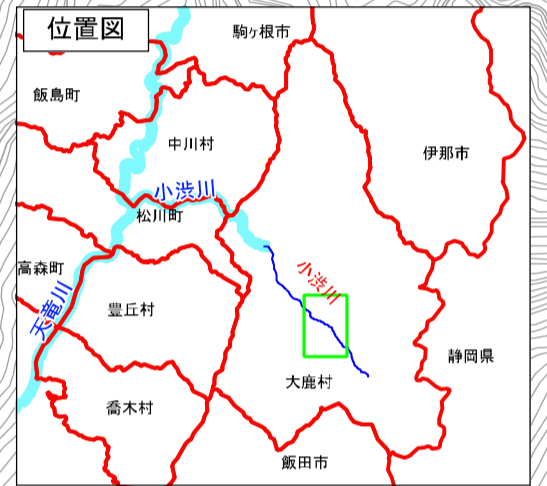 位置図
駒ヶ根市
飯島町
中川村
伊那市
小渋川
松川町
高森町
小渋川
天竜川
豊丘村
静岡県
大鹿村
喬木村
飯田市